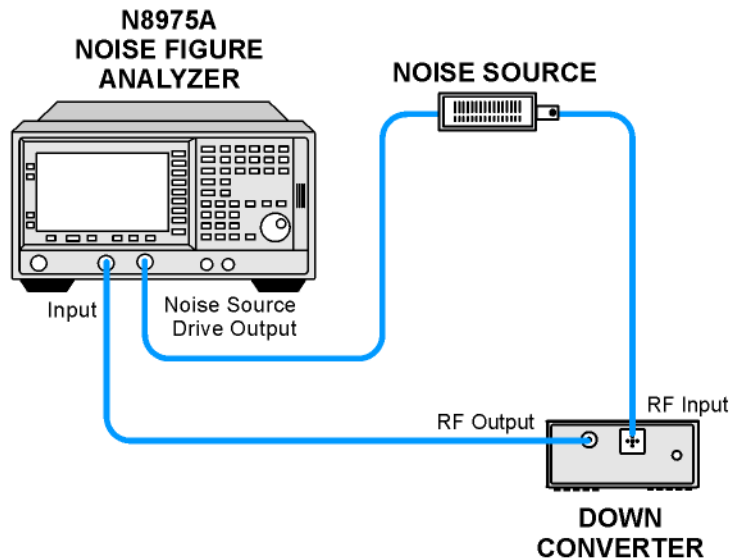 N8975A
NOISE FIGURE
ANALYZER
NOISE SOURCE
Input
Noise Source
Drive Output
RF Output
RF Input
DOWN
CONVERTER